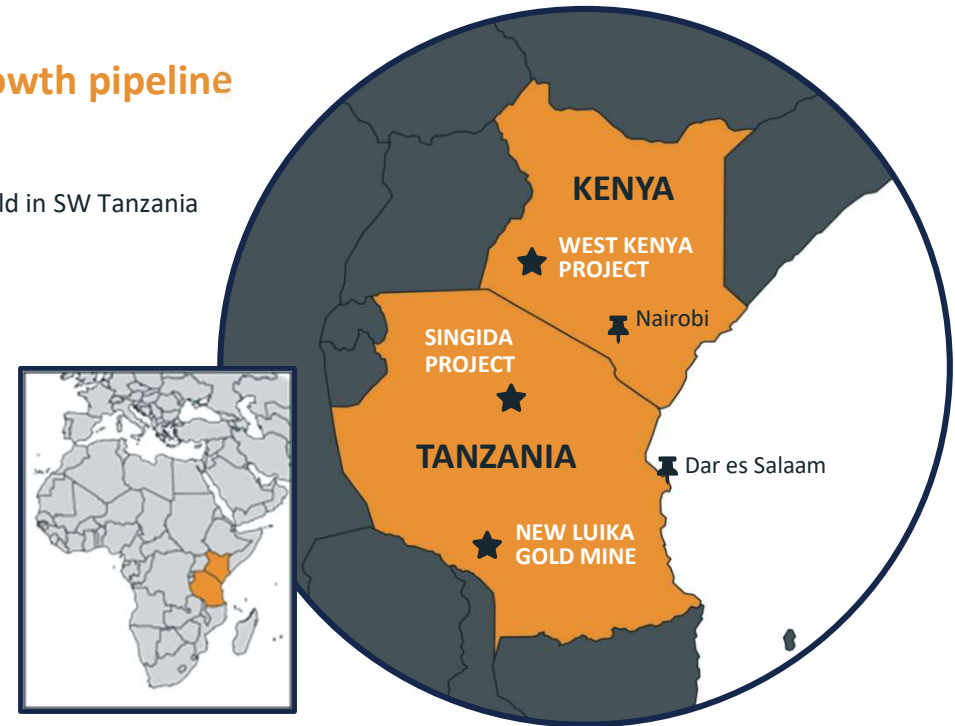 owth pipeline
ld in SW Tanzania
KENYA
WEST KENYA
PROJECT
Nairobi
SINGIDA
PROJECT
TANZANIA
Dar es Salaam
NEW LUIKA
GOLD MINE